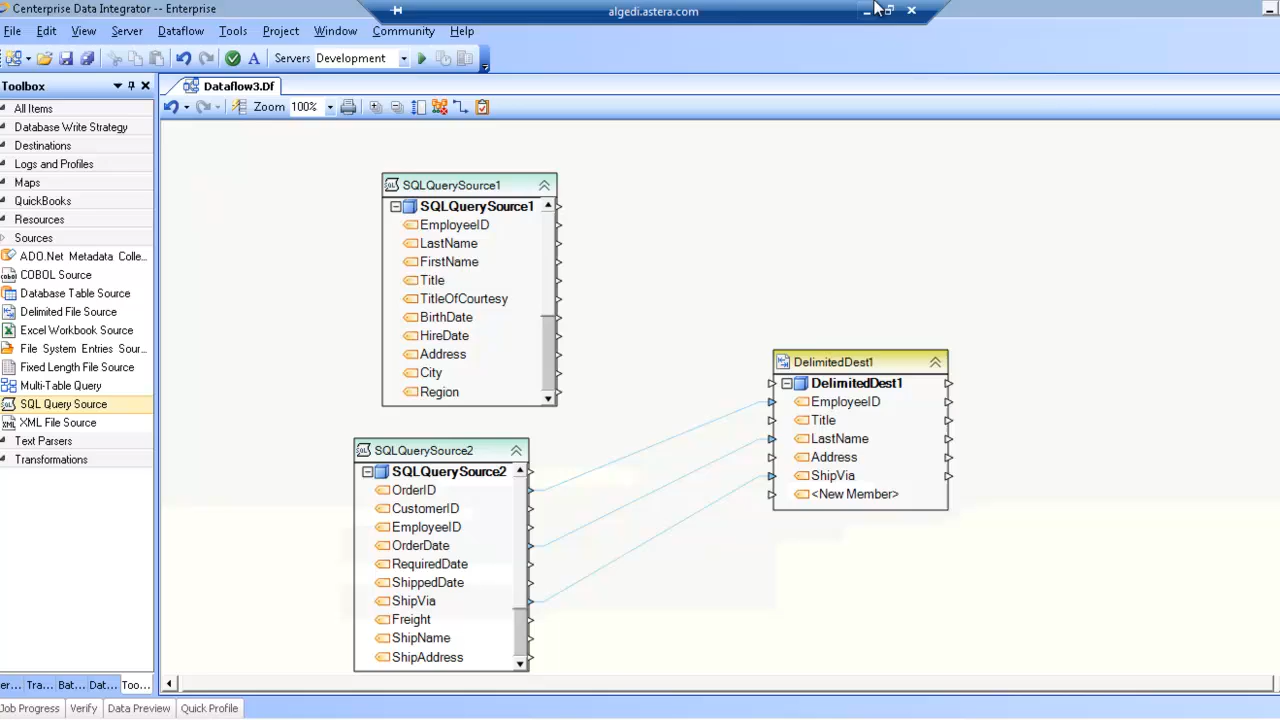 Centerprise Data Integrator -- Enterprise
algedi.astera.com
File Edit View Server Dataflow Tools Project Window Community Help
Servers Development
Toolbox
Dataflow3.Df
Zoom 100%
All Items
Database Write Strategy
Destinations
Logs and Profiles
Maps
QuickBooks
Resources
Sources
ADO.Net Metadata Colle...
COBOL Source
Database Table Source
Delimited File Source
Excel Workbook Source
File System Entries Sour...
Fixed Length File Source
Multi-Table Query
SQL Query Source
XML File Source
Text Parsers
Transformations
SQLQuerySource1
SQLQuerySource1
EmployeeID
LastName
FirstName
Title
TitleOfCourtesy
BirthDate
HireDate
Address
City
Region
SQLQuerySource2
SQLQuerySource2
OrderID
CustomerID
EmployeeID
OrderDate
RequiredDate
ShippedDate
ShipVia
Freight
ShipName
ShipAddress
DelimitedDest1
DelimitedDest1
EmployeeID
Title
LastName
Address
ShipVia
<New Member>
er... Tra... Bat... Dat... Too...
Job Progress Verify Data Preview Quick Profile